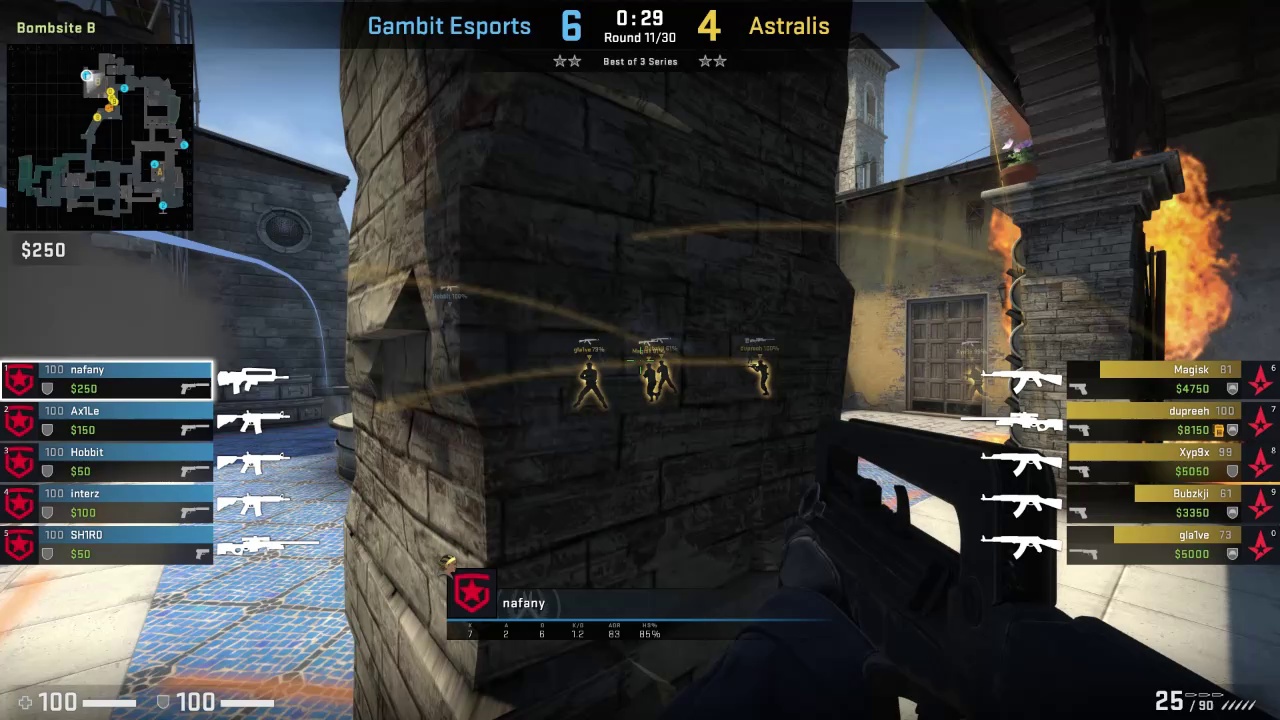 Bombsite B
Gambit Esports 6 0:29 4 Astralis
Round 11/30
Best of 3 Series
$250
1 100 nafany
$250
2 100 Ax1Le
$150
3 100 Hobbit
$50
4 100 interz
$100
5 100 SH1R0
$50
Magisk 81 6
$4750
dupreeh 100 7
$8150
Xyp9x 99 8
$5050
Bubzkji 61 9
$3350
gla1ve 73 0
$5000
nafany
K A D K/D ADR HS%
7 2 6 1.2 83 85%
100 100
25 / 90